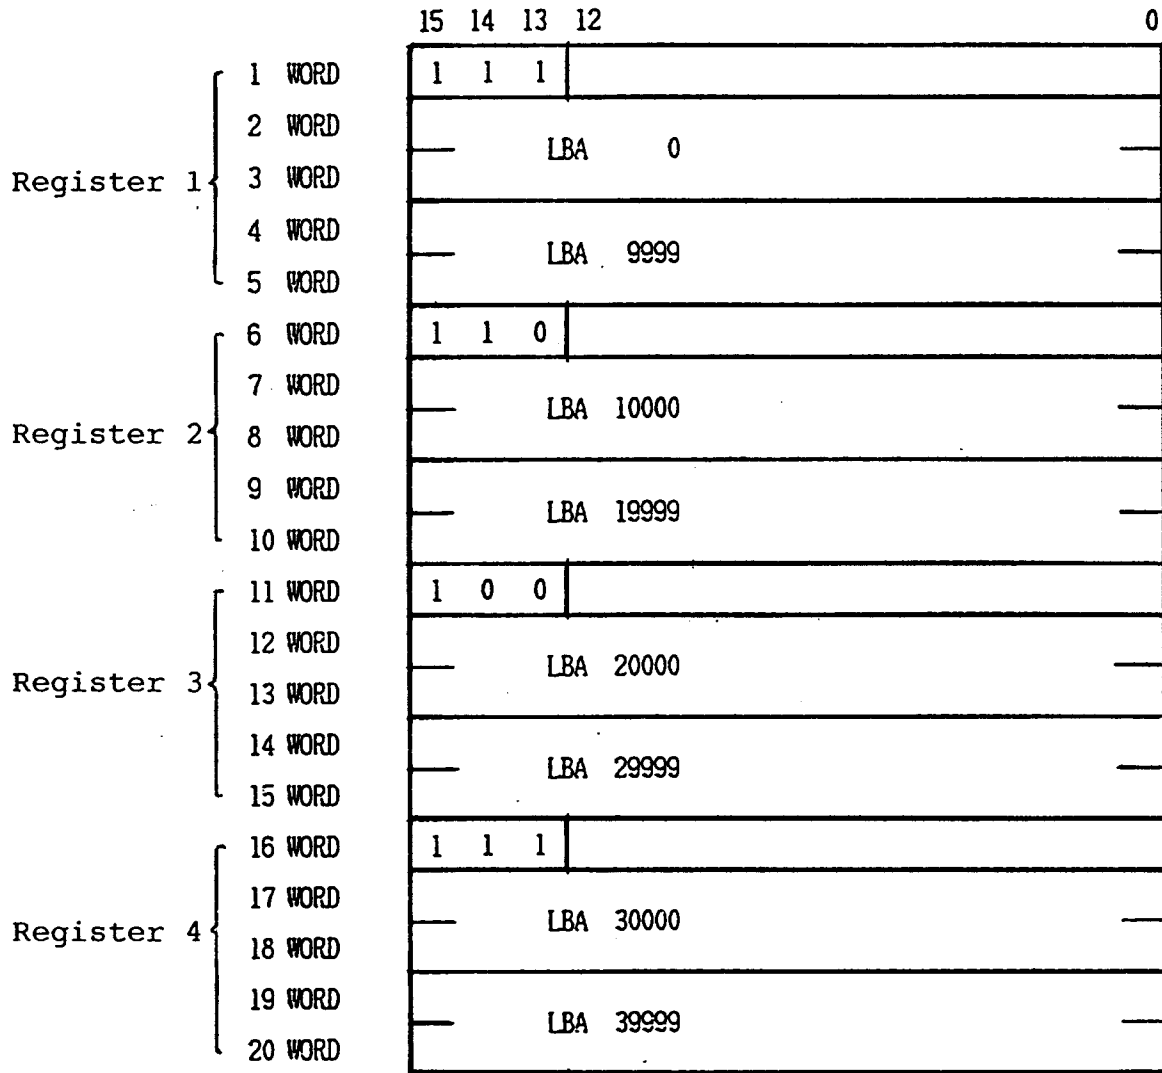 15 14 13 12 0
1 WORD 1 1 1
2 WORD
LBA 0
Register 1 3 WORD
4 WORD
LBA 9999
5 WORD
6 WORD 1 1 0
7 WORD
LBA 10000
Register 2 8 WORD
9 WORD
LBA 19999
10 WORD
11 WORD 1 0 0
12 WORD
LBA 20000
Register 3 13 WORD
14 WORD
LBA 29999
15 WORD
16 WORD 1 1 1
17 WORD
LBA 30000
Register 4 18 WORD
19 WORD
LBA 39999
20 WORD